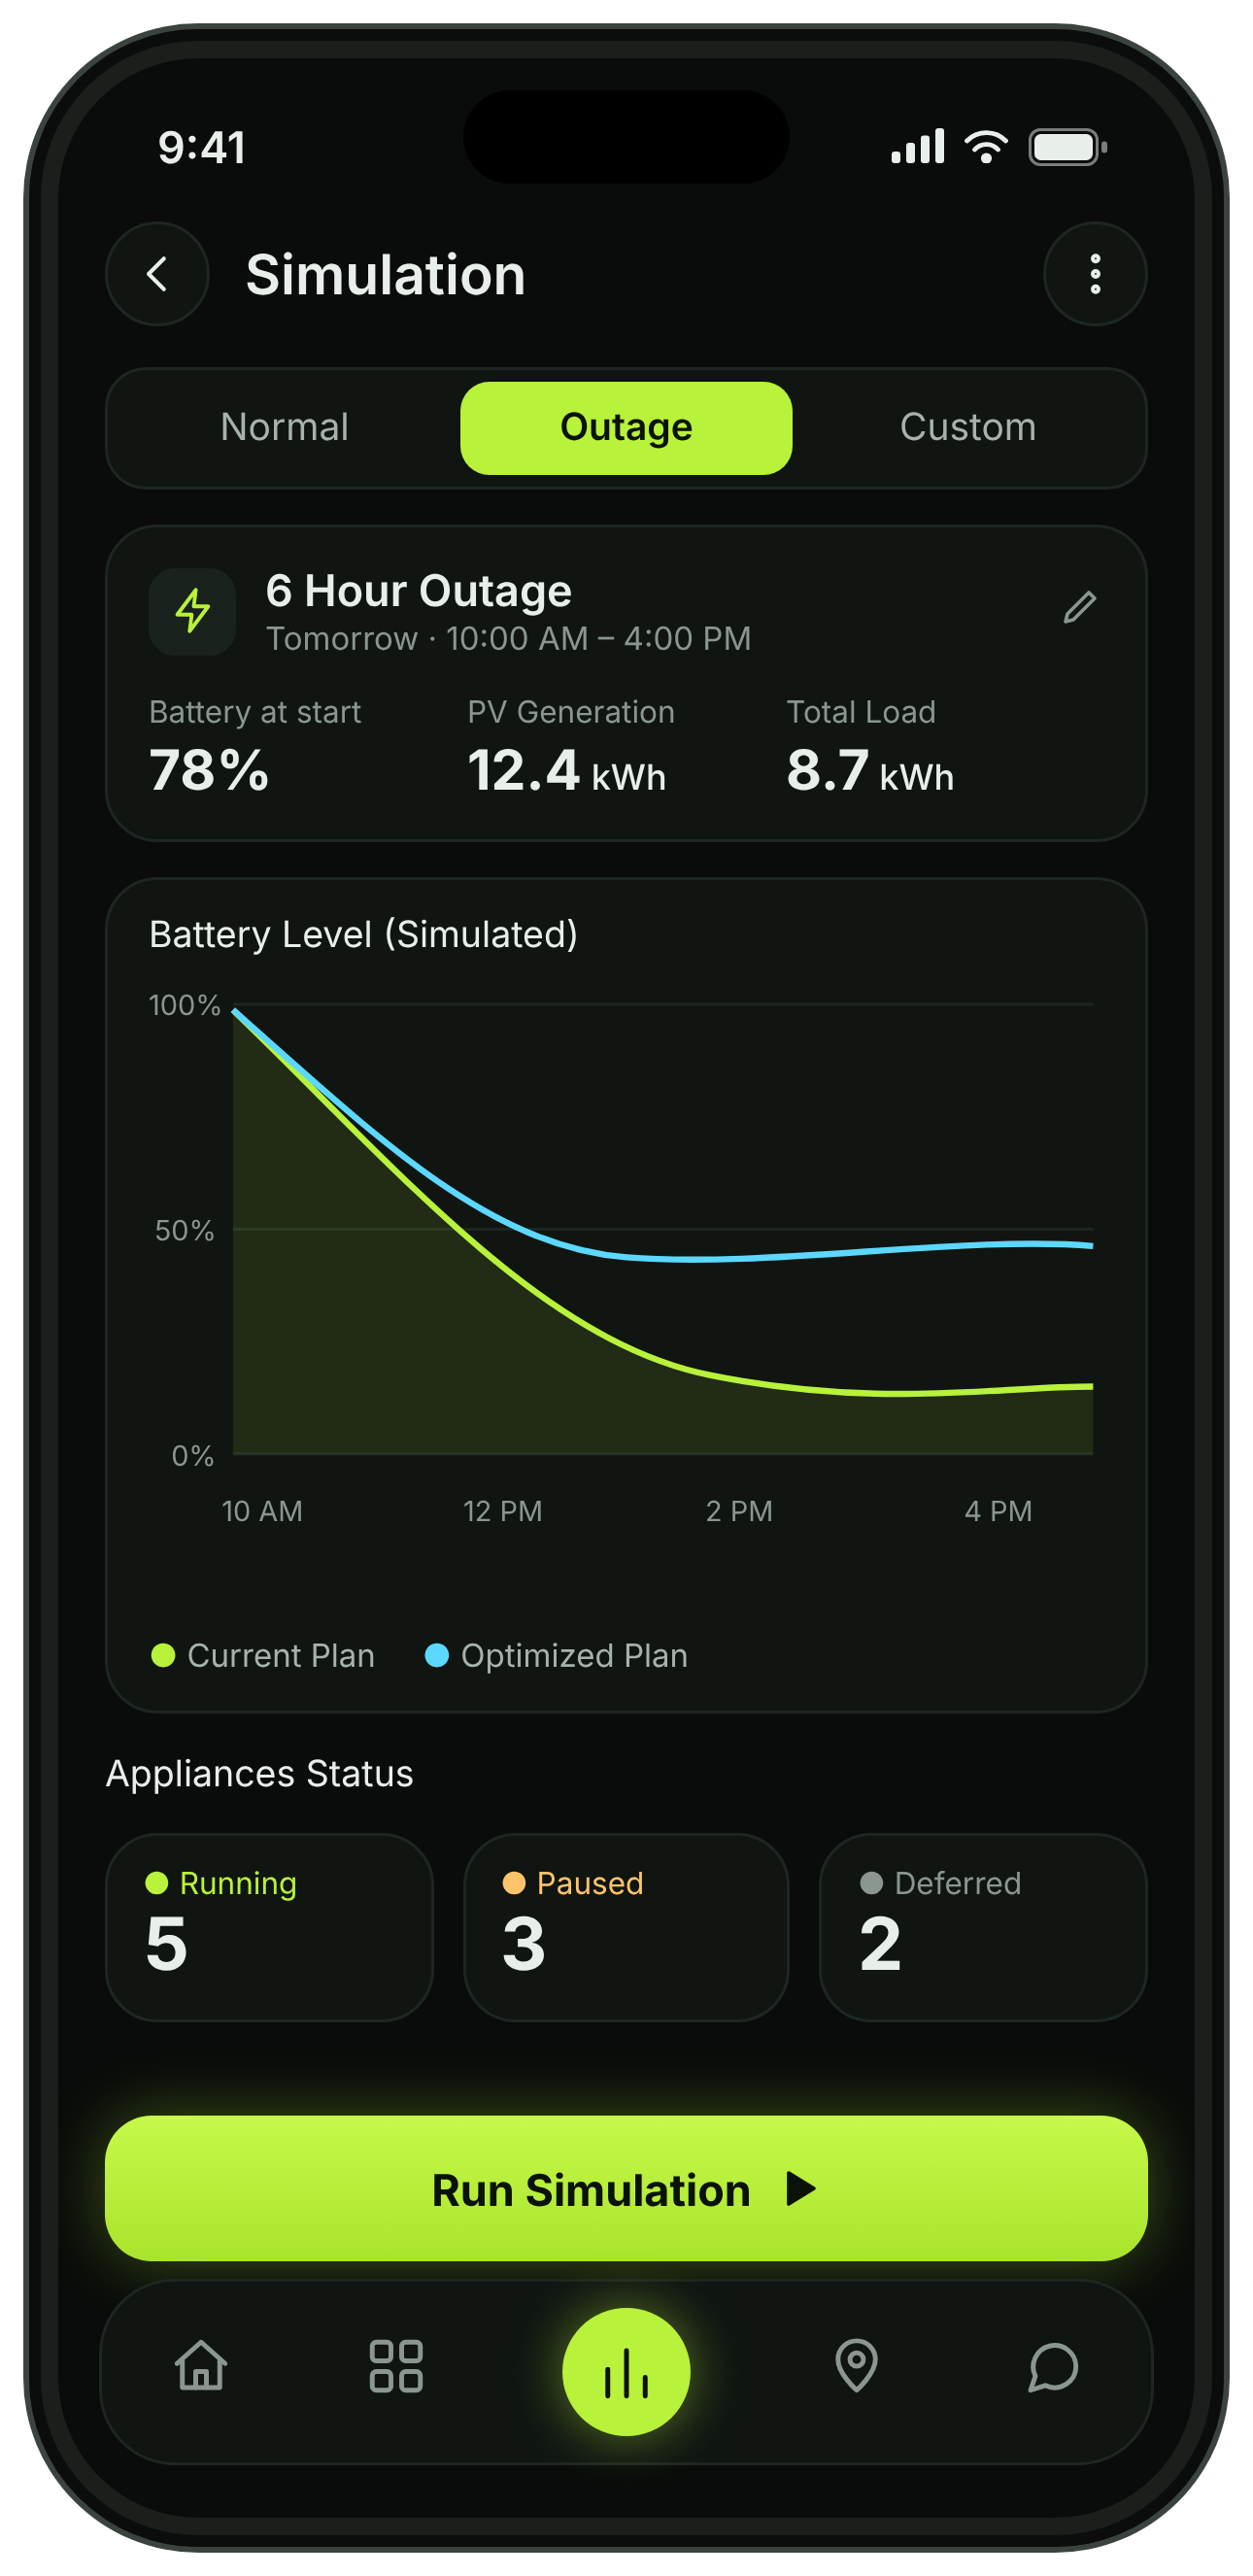 9:41
Simulation
Normal Outage Custom
6 Hour Outage
Tomorrow · 10:00 AM – 4:00 PM
Battery at start PV Generation Total Load
78% 12.4 kWh 8.7 kWh
Battery Level (Simulated)
100%
50%
0%
10 AM 12 PM 2 PM 4 PM
Current Plan Optimized Plan
Appliances Status
Running Paused Deferred
5 3 2
Run Simulation